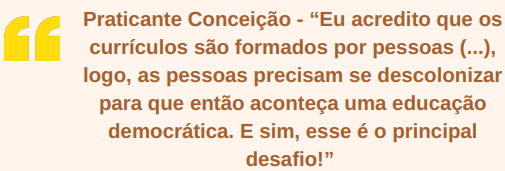 Praticante Conceição - “Eu acredito que os
currículos são formados por pessoas (...),
logo, as pessoas precisam se descolonizar
para que então aconteça uma educação
democrática. E sim, esse é o principal
desafio!”